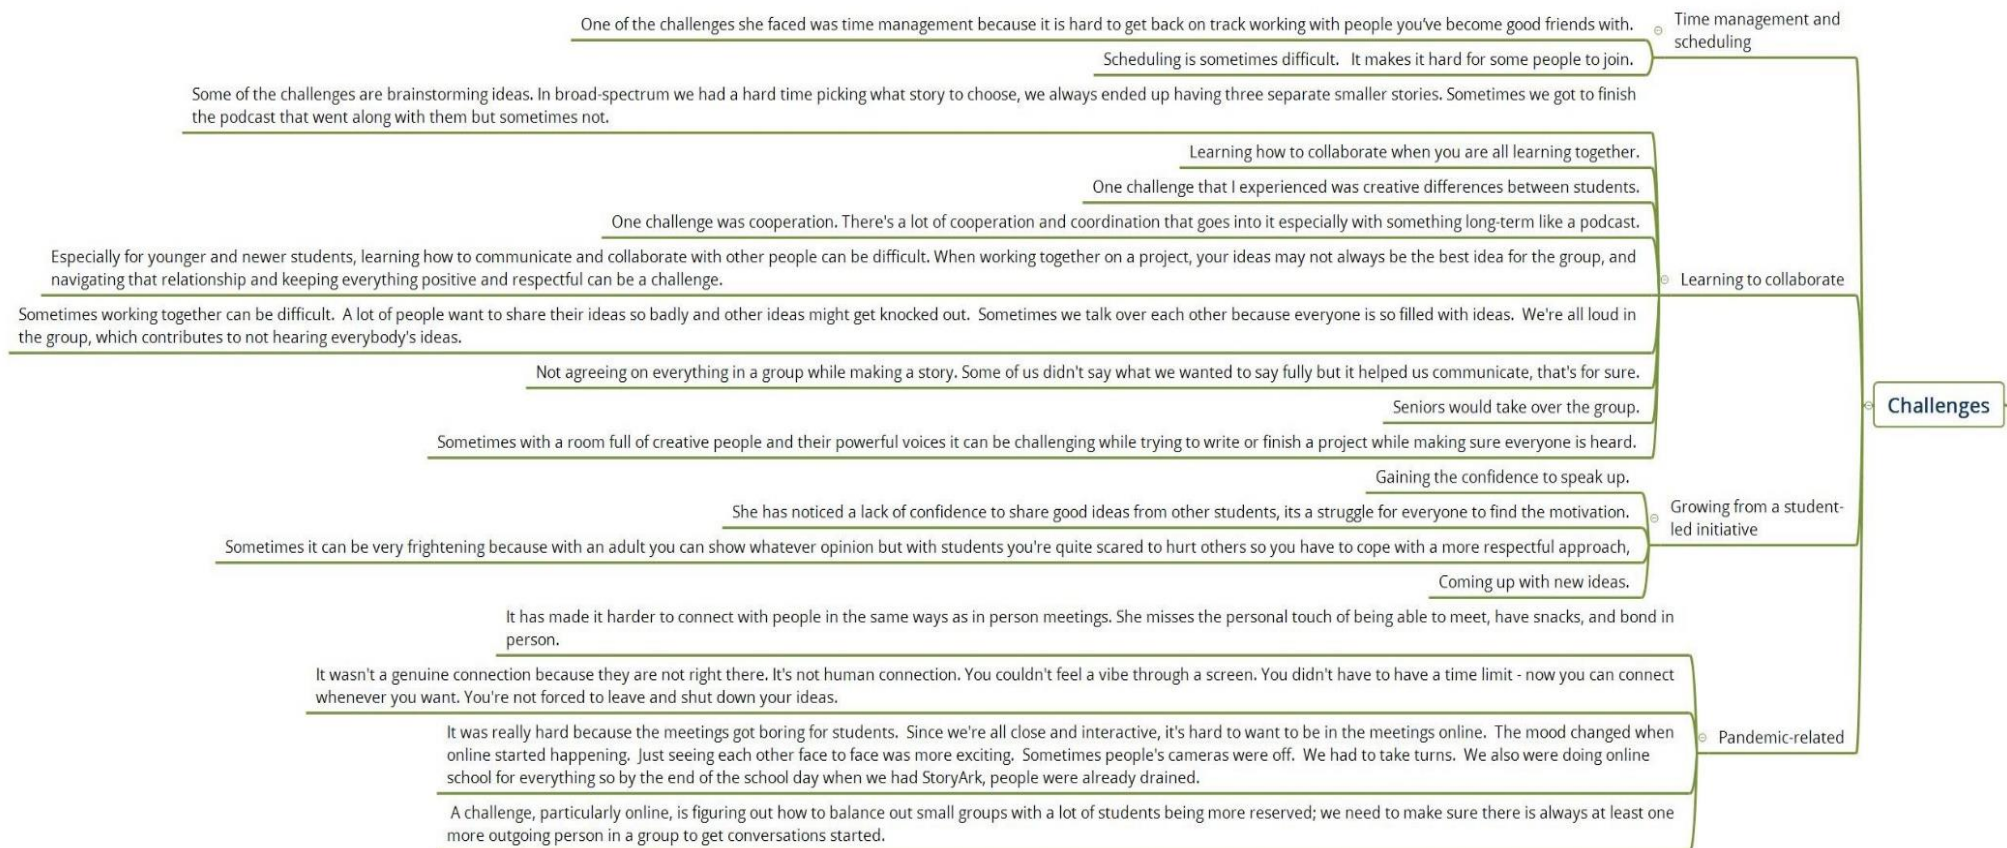 One of the challenges she faced was time management because it is hard to get back on track working with people you've become good friends with.
Scheduling is sometimes difficult.   It makes it hard for some people to join.
Time management and
scheduling
Some of the challenges are brainstorming ideas. In broad-spectrum we had a hard time picking what story to choose, we always ended up having three separate smaller stories. Sometimes we got to finish
the podcast that went along with them but sometimes not.
Learning how to collaborate when you are all learning together.
One challenge that I experienced was creative differences between students.
One challenge was cooperation. There's a lot of cooperation and coordination that goes into it especially with something long-term like a podcast.
Especially for younger and newer students, learning how to communicate and collaborate with other people can be difficult. When working together on a project, your ideas may not always be the best idea for the group, and
navigating that relationship and keeping everything positive and respectful can be a challenge.
Sometimes working together can be difficult.  A lot of people want to share their ideas so badly and other ideas might get knocked out.  Sometimes we talk over each other because everyone is so filled with ideas.  We're all loud in
the group, which contributes to not hearing everybody's ideas.
Not agreeing on everything in a group while making a story. Some of us didn't say what we wanted to say fully but it helped us communicate, that's for sure.
Seniors would take over the group.
Sometimes with a room full of creative people and their powerful voices it can be challenging while trying to write or finish a project while making sure everyone is heard.
Learning to collaborate
Gaining the confidence to speak up.
She has noticed a lack of confidence to share good ideas from other students, its a struggle for everyone to find the motivation.
Sometimes it can be very frightening because with an adult you can show whatever opinion but with students you're quite scared to hurt others so you have to cope with a more respectful approach,
Coming up with new ideas.
Growing from a student-
led initiative
It has made it harder to connect with people in the same ways as in person meetings. She misses the personal touch of being able to meet, have snacks, and bond in
person.
It wasn't a genuine connection because they are not right there. It's not human connection. You couldn't feel a vibe through a screen. You didn't have to have a time limit - now you can connect
whenever you want. You're not forced to leave and shut down your ideas.
It was really hard because the meetings got boring for students.  Since we're all close and interactive, it's hard to want to be in the meetings online.  The mood changed when
online started happening.  Just seeing each other face to face was more exciting.  Sometimes people's cameras were off.  We had to take turns.  We also were doing online
school for everything so by the end of the school day when we had StoryArk, people were already drained.
A challenge, particularly online, is figuring out how to balance out small groups with a lot of students being more reserved; we need to make sure there is always at least one
more outgoing person in a group to get conversations started.
Pandemic-related
Challenges